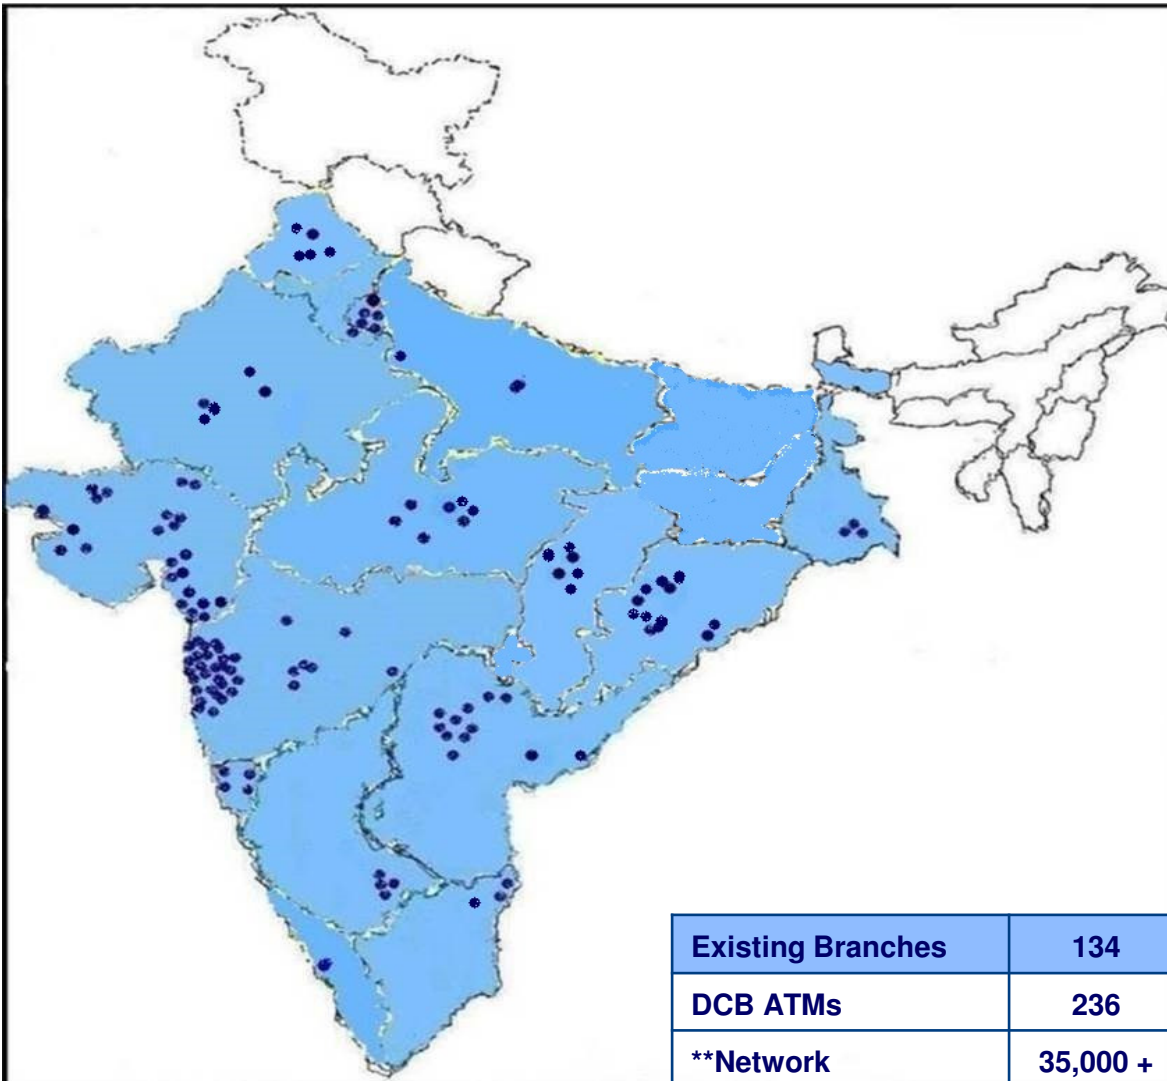 Existing Branches 134
DCB ATMs 236
**Network 35,000 +